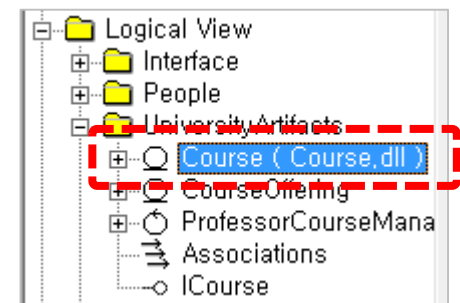 Logical View
Interface
People
UniversityArtifacts
Course ( Course.dll )
CourseOffering
ProfessorCourseMana
Associations
ICourse